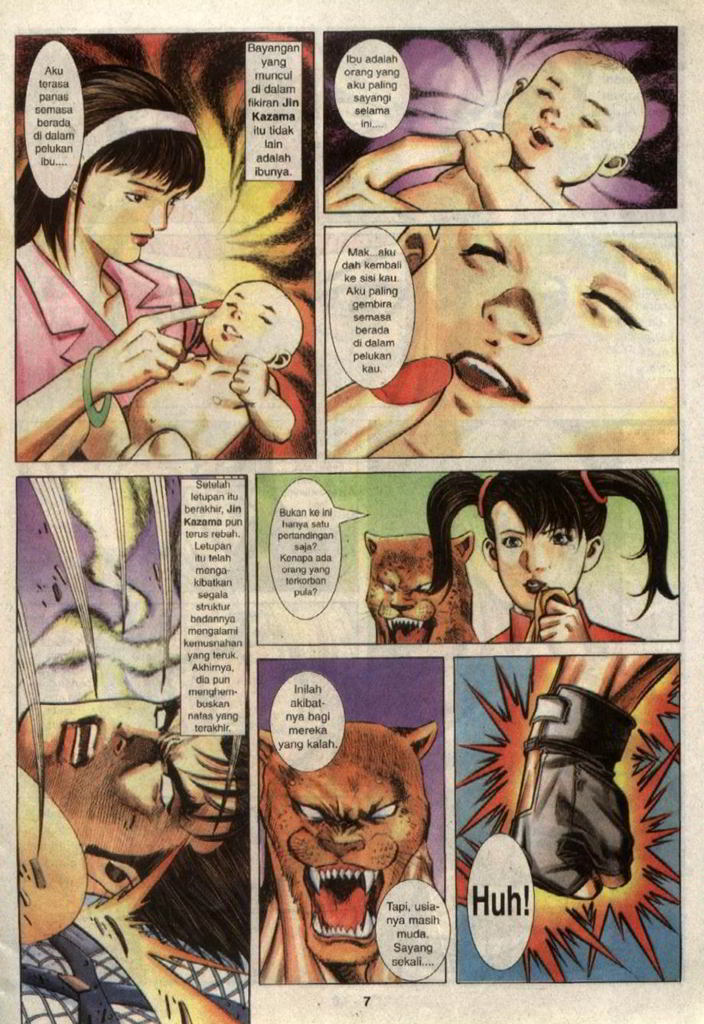 Aku
terasa
panas
semasa
berada
di dalam
pelukan
ibu....
Bayangan
yang
muncul
di dalam
fikiran Jin
Kazama
itu tidak
lain
adalah
ibunya.
Ibu adalah
orang yang
aku paling
sayangi
selama
ini....
Mak...aku
dah kembali
ke sisi kau.
Aku paling
gembira
semasa
berada
di dalam
pelukan
kau.
Setelah
letupan itu
berakhir, Jin
Kazama pun
terus rebah.
Letupan
itu telah
menga-
kibatkan
segala
struktur
badannya
mengalami
kemusnahan
yang teruk.
Akhirnya,
dia pun
menghem-
buskan
nafas yang
terakhir.
Bukan ke ini
hanya satu
pertandingan
saja?
Kenapa ada
orang yang
terkorban
pula?
Inilah
akibat-
nya bagi
mereka
yang kalah.
Tapi, usia-
nya masih
muda.
Sayang
sekali....
Huh!
7